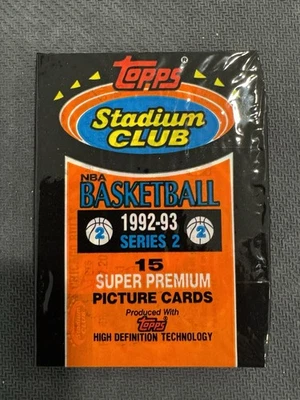 Topps ®
Stadium
CLUB
NBA
BASKETBALL
2 1992-93 2
SERIES 2
15
SUPER PREMIUM
PICTURE CARDS
Produced With
Topps
HIGH DEFINITION TECHNOLOGY